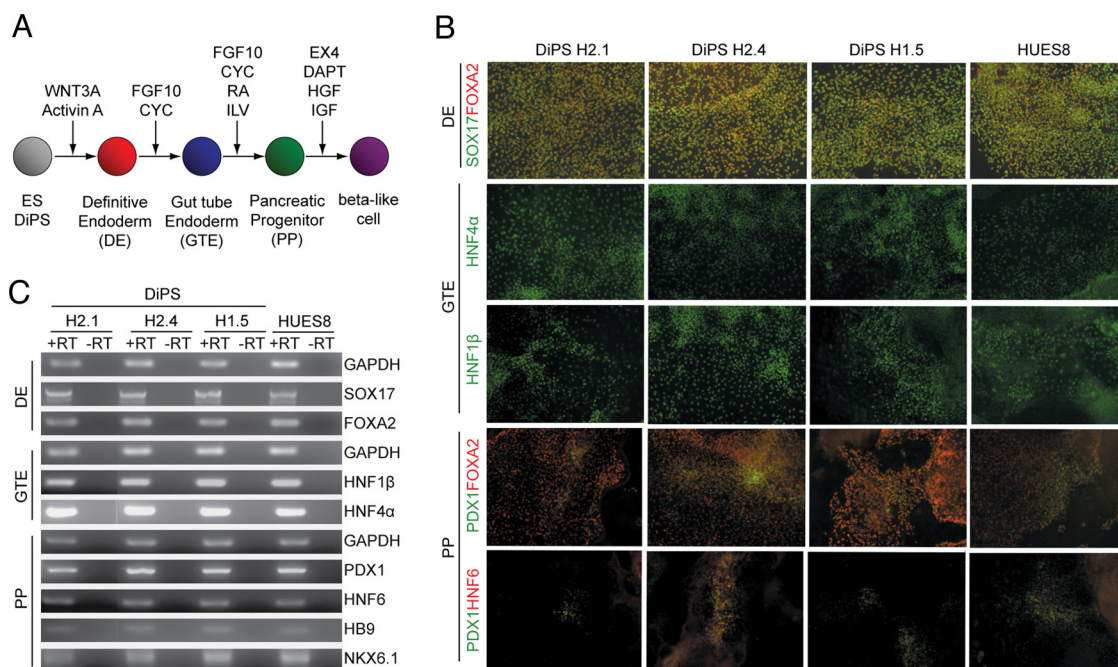 A
WNT3A
Activin A
FGF10
CYC
FGF10
CYC
RA
ILV
EX4
DAPT
HGF
IGF
ES
DiPS
Definitive
Endoderm
(DE)
Gut tube
Endoderm
(GTE)
Pancreatic
Progenitor
(PP)
beta-like
cell
B
DiPS H2.1 DiPS H2.4 DiPS H1.5 HUES8
DE
SOX17FOXA2
GTE
HNF4α
HNF1β
PP
PDX1FOXA2
PDX1HNF6
C
DiPS
H2.1 H2.4 H1.5 HUES8
+RT -RT +RT -RT +RT -RT +RT -RT
DE
GAPDH
SOX17
FOXA2
GTE
GAPDH
HNF1β
HNF4α
PP
GAPDH
PDX1
HNF6
HB9
NKX6.1